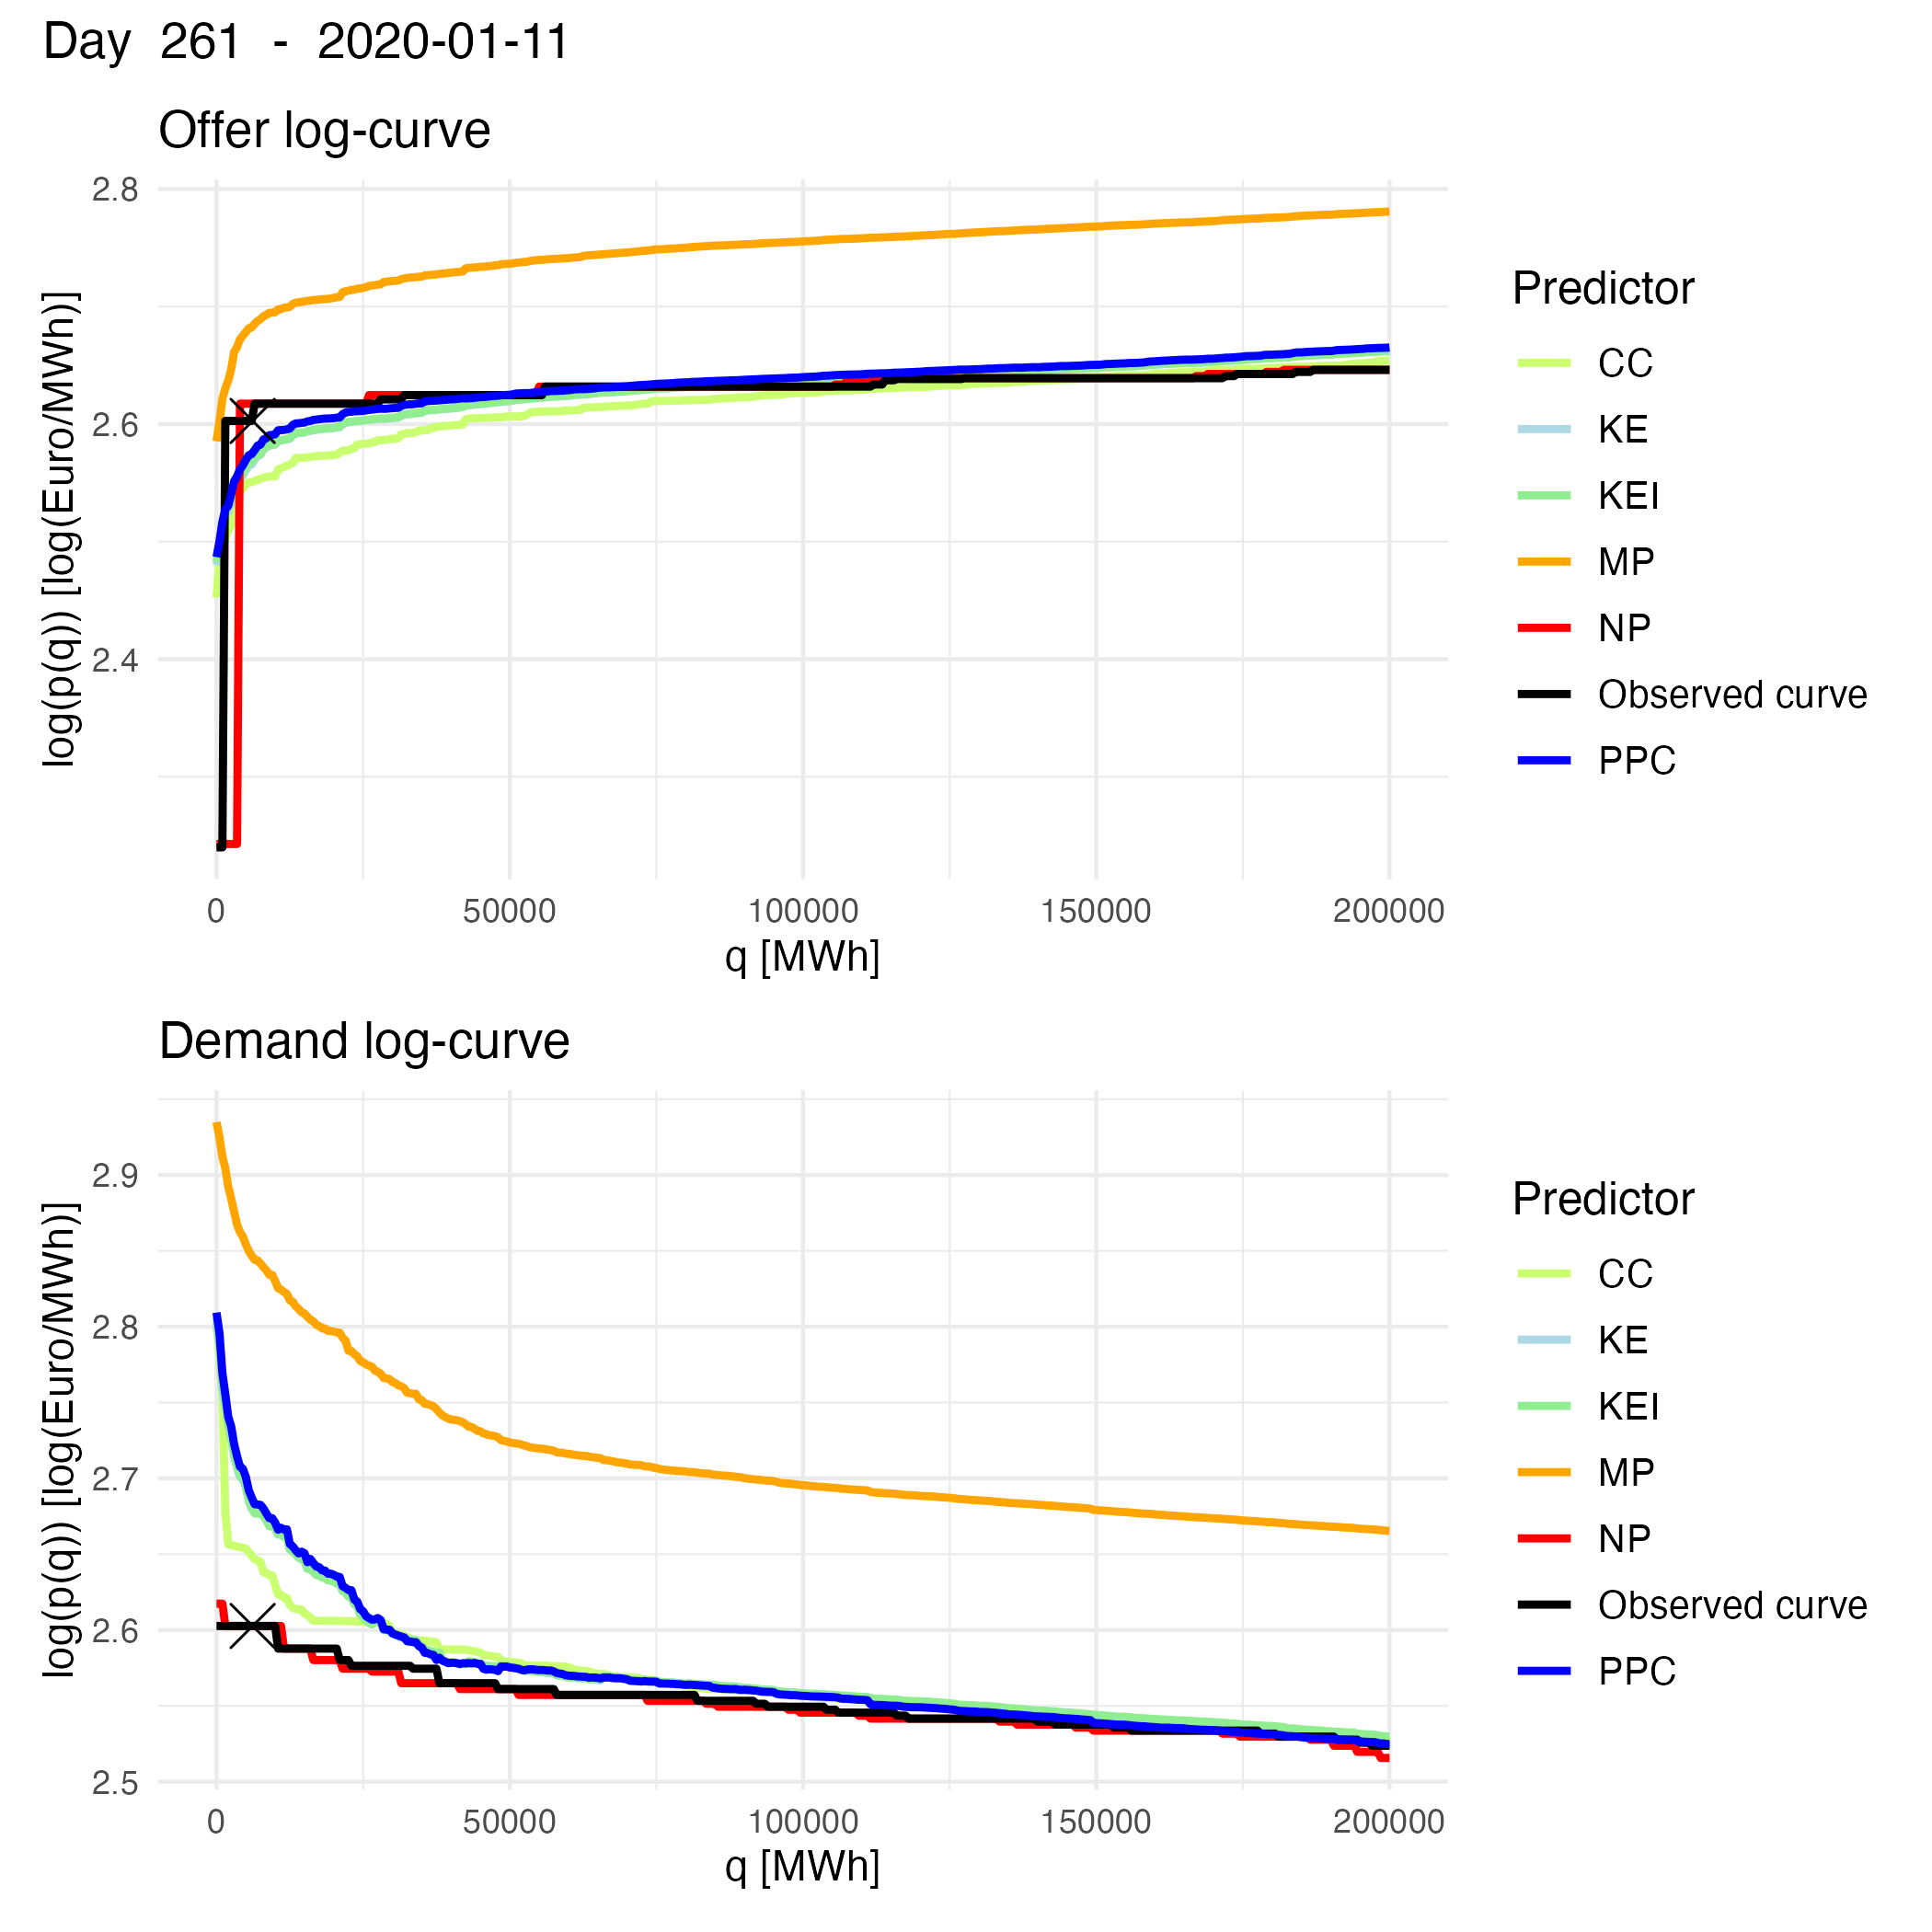 Day 261 - 2020-01-11
Offer log-curve
log(p(q)) [log(Euro/MWh)]
2.8
2.6
2.4
0 50000 100000 150000 200000
q [MWh]
Predictor
CC
KE
KEI
MP
NP
Observed curve
PPC
Demand log-curve
log(p(q)) [log(Euro/MWh)]
2.9
2.8
2.7
2.6
2.5
0 50000 100000 150000 200000
q [MWh]
Predictor
CC
KE
KEI
MP
NP
Observed curve
PPC